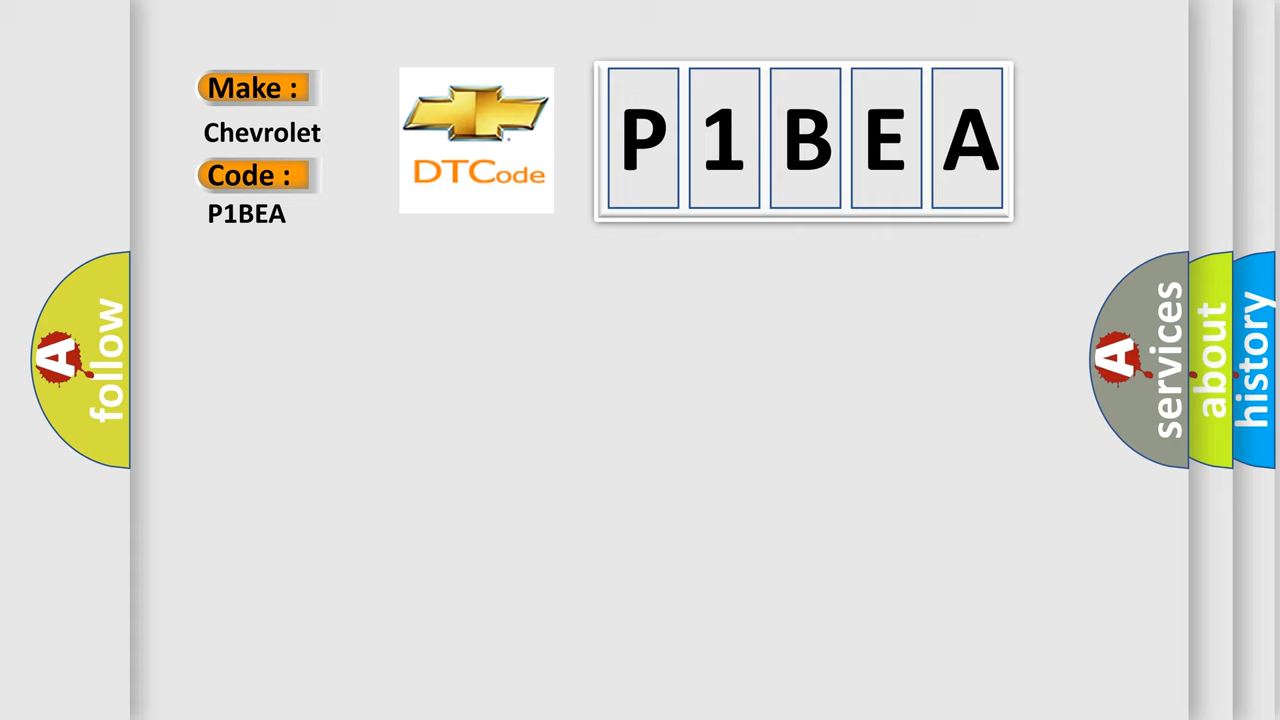 Make :
Chevrolet
Code :
P1BEA
DTCode
P 1 B E A
A follow
A services
about
history